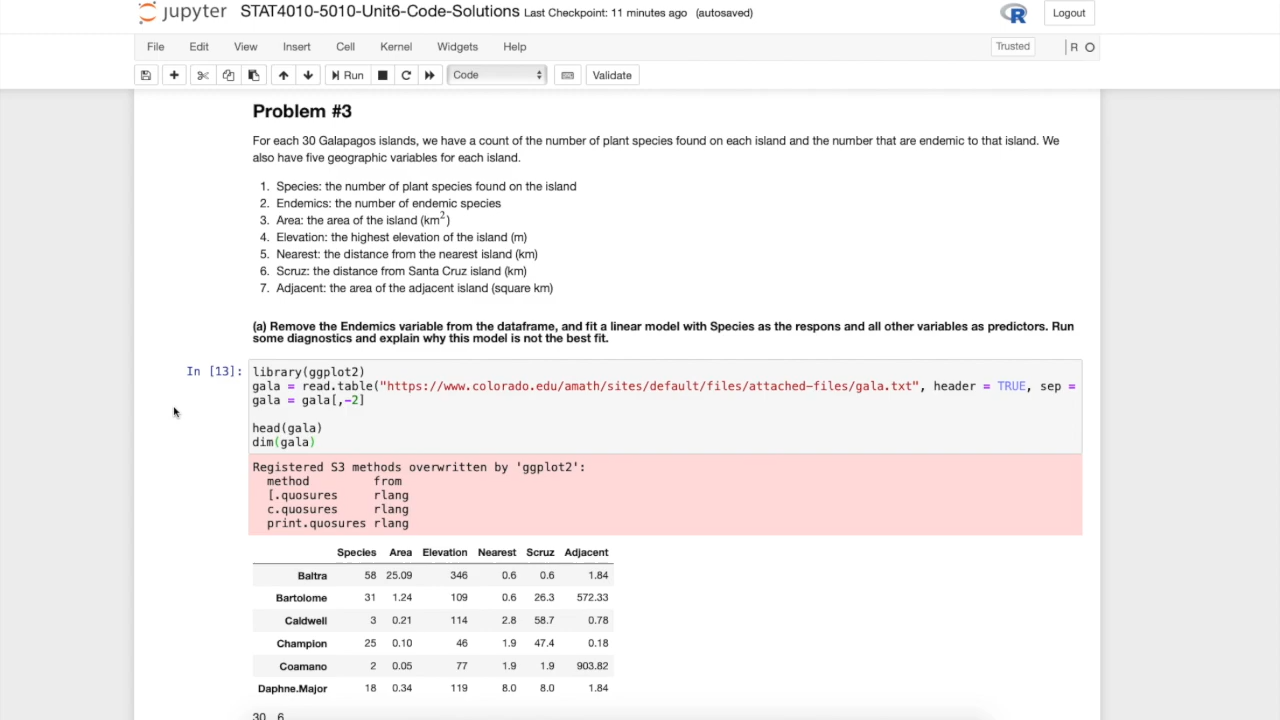 jupyter STAT4010-5010-Unit6-Code-Solutions Last Checkpoint: 11 minutes ago (autosaved) Logout
File Edit View Insert Cell Kernel Widgets Help Trusted R
Run Code Validate
Problem #3
For each 30 Galapagos islands, we have a count of the number of plant species found on each island and the number that are endemic to that island. We
also have five geographic variables for each island.
1. Species: the number of plant species found on the island
2. Endemics: the number of endemic species
3. Area: the area of the island (km2)
4. Elevation: the highest elevation of the island (m)
5. Nearest: the distance from the nearest island (km)
6. Scruz: the distance from Santa Cruz island (km)
7. Adjacent: the area of the adjacent island (square km)
(a) Remove the Endemics variable from the dataframe, and fit a linear model with Species as the respons and all other variables as predictors. Run
some diagnostics and explain why this model is not the best fit.
In [13]: library(ggplot2)
gala = read.table("https://www.colorado.edu/amath/sites/default/files/attached-files/gala.txt", header = TRUE, sep =
gala = gala[,-2]
head(gala)
dim(gala)
Registered S3 methods overwritten by 'ggplot2':
method from
[.quosures rlang
c.quosures rlang
print.quosures rlang
Species Area Elevation Nearest Scruz Adjacent
Baltra 58 25.09 346 0.6 0.6 1.84
Bartolome 31 1.24 109 0.6 26.3 572.33
Caldwell 3 0.21 114 2.8 58.7 0.78
Champion 25 0.10 46 1.9 47.4 0.18
Coamano 2 0.05 77 1.9 1.9 903.82
Daphne.Major 18 0.34 119 8.0 8.0 1.84
30 6